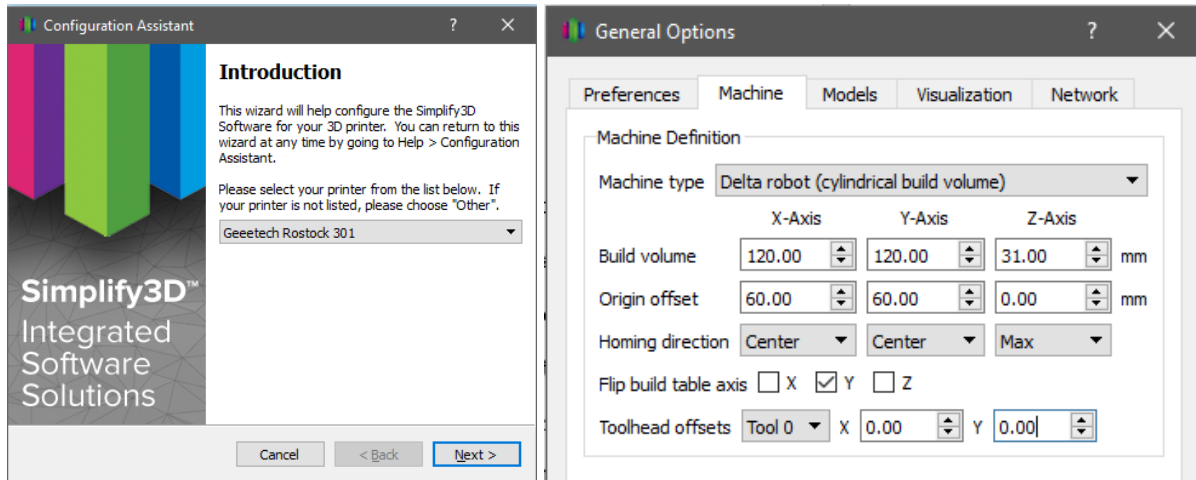 Configuration Assistant
Introduction
This wizard will help configure the Simplify3D
Software for your 3D printer. You can return to this
wizard at any time by going to Help > Configuration
Assistant.
Please select your printer from the list below. If
your printer is not listed, please choose "Other".
Geeetech Rostock 301
Simplify3D™
Integrated
Software
Solutions
Cancel < Back Next >
General Options
Preferences Machine Models Visualization Network
Machine Definition
Machine type Delta robot (cylindrical build volume)
X-Axis Y-Axis Z-Axis
Build volume 120.00 120.00 31.00 mm
Origin offset 60.00 60.00 0.00 mm
Homing direction Center Center Max
Flip build table axis X Y Z
Toolhead offsets Tool 0 X 0.00 Y 0.00